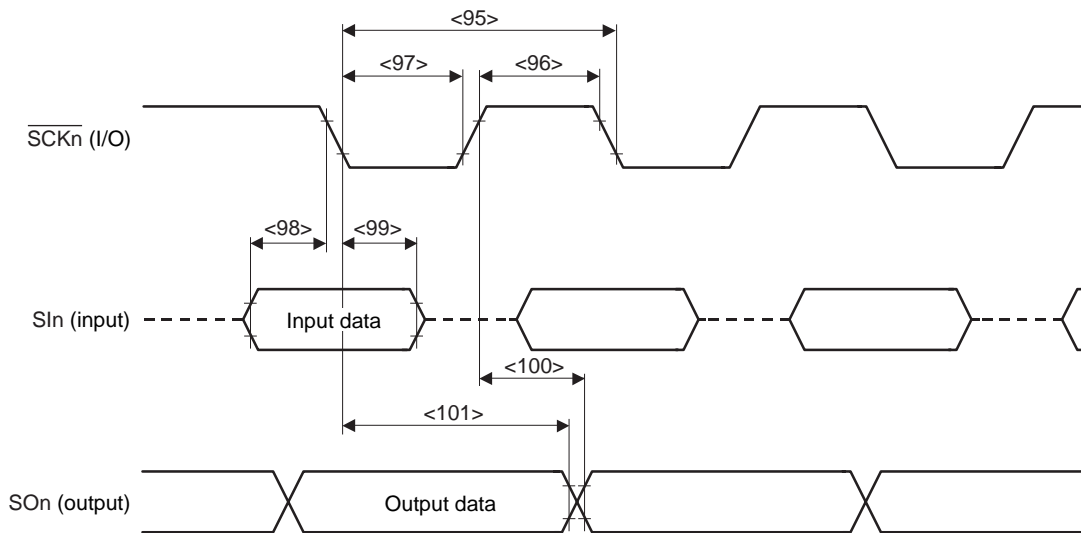 <95>
<97>
<96>
SCKn (I/O)
<98>
<99>
SIn (input)
Input data
<100>
<101>
SOn (output)
Output data